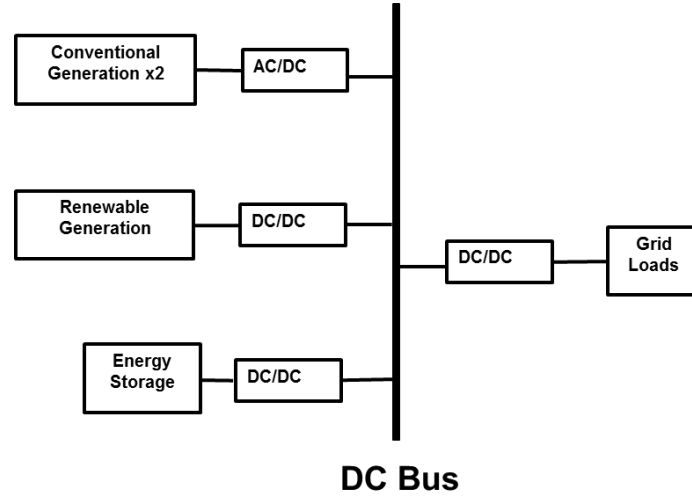 Conventional
Generation x2
AC/DC
Renewable
Generation
DC/DC
DC/DC
Grid
Loads
Energy
Storage
DC/DC
DC Bus